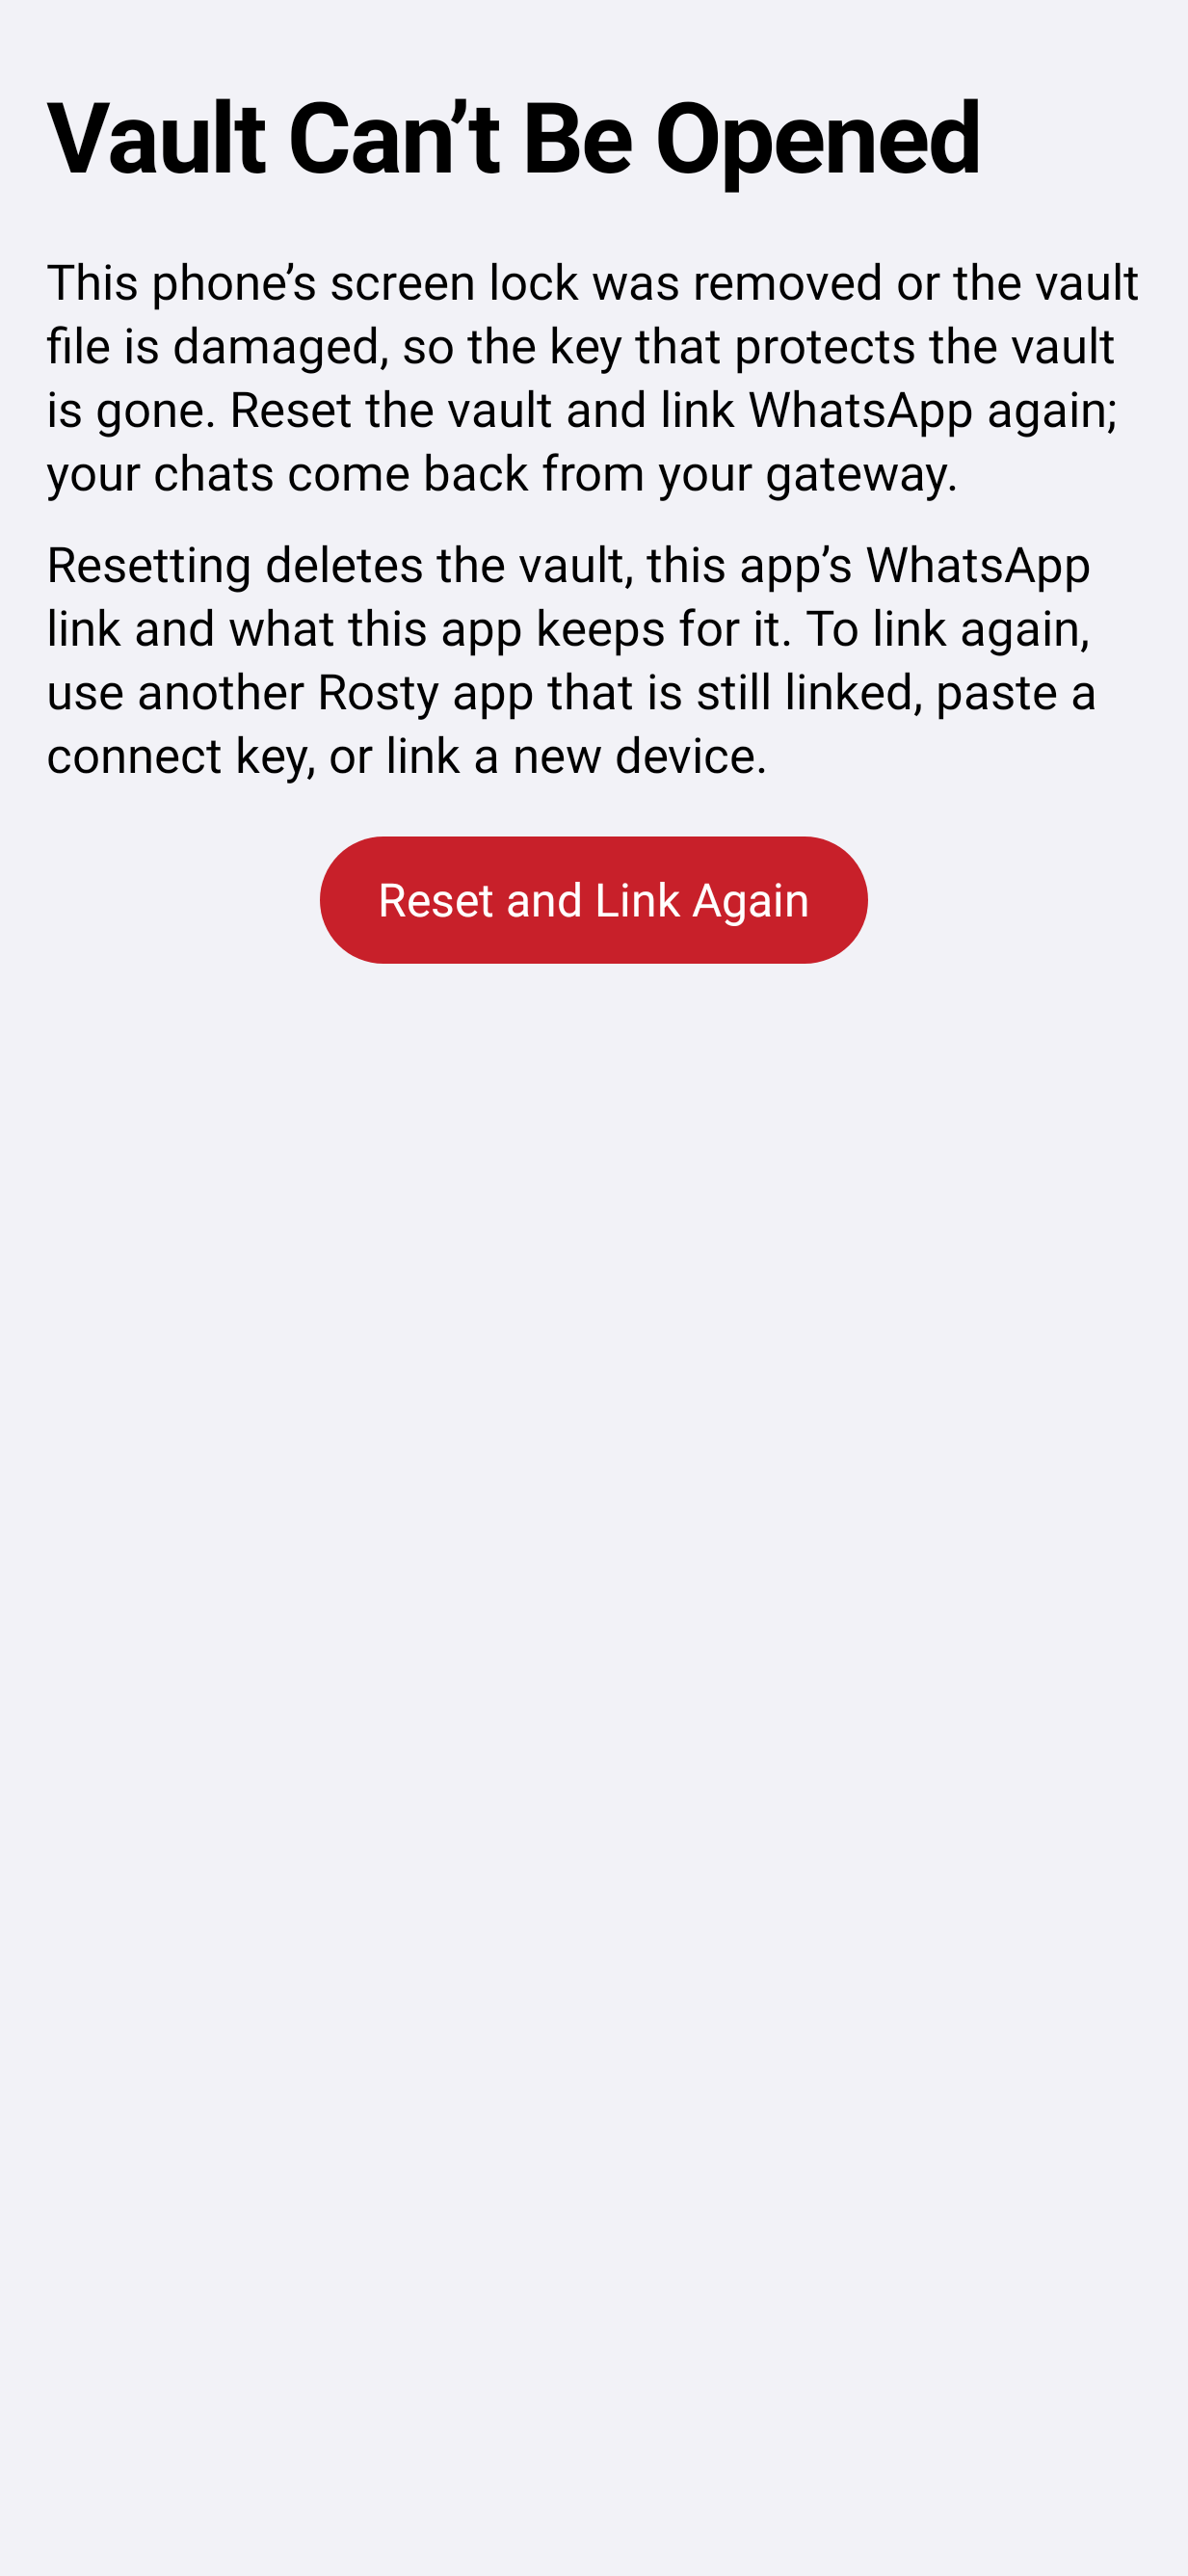 Vault Can’t Be Opened
This phone’s screen lock was removed or the vault
file is damaged, so the key that protects the vault
is gone. Reset the vault and link WhatsApp again;
your chats come back from your gateway.
Resetting deletes the vault, this app’s WhatsApp
link and what this app keeps for it. To link again,
use another Rosty app that is still linked, paste a
connect key, or link a new device.
Reset and Link Again